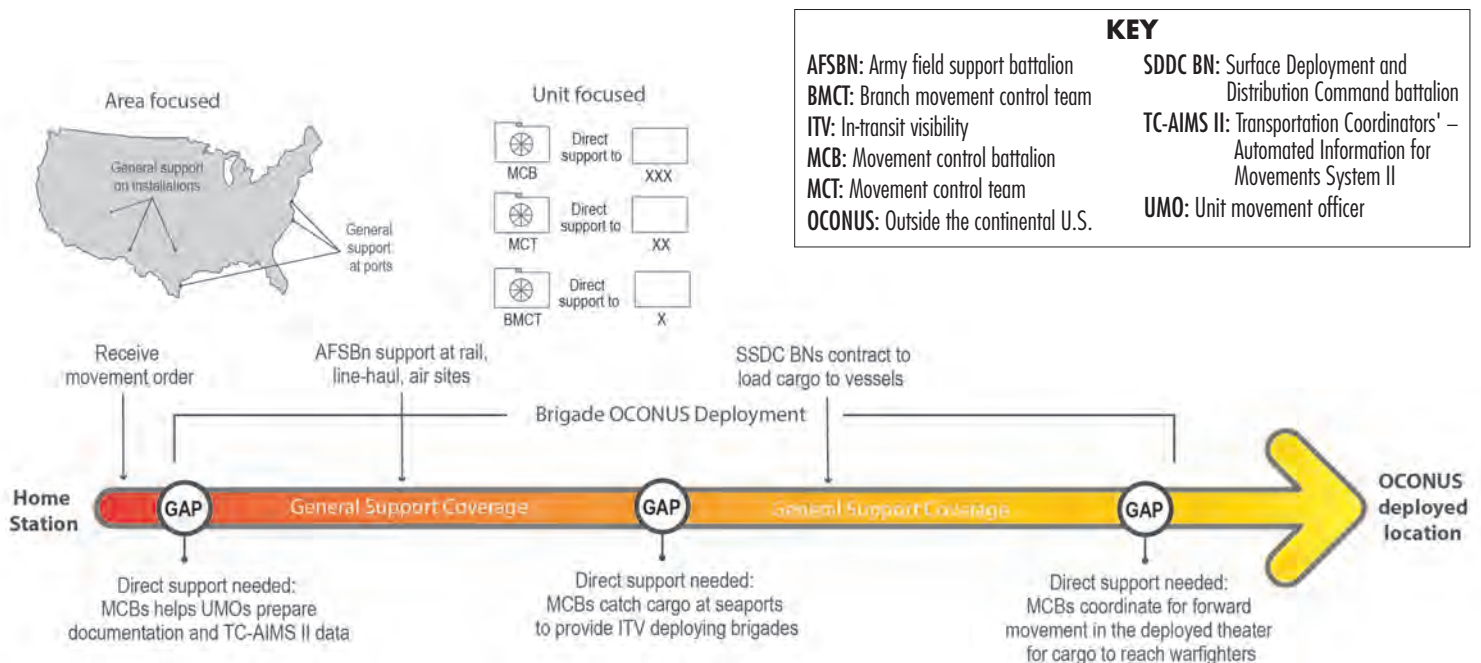 KEY
AFSBN: Army field support battalion
BMCT: Branch movement control team
ITV: In-transit visibility
MCB: Movement control battalion
MCT: Movement control team
OCONUS: Outside the continental U.S.
SDDC BN: Surface Deployment and
Distribution Command battalion
TC-AIMS II: Transportation Coordinators' –
Automated Information for
Movements System II
UMO: Unit movement officer
Area focused
General support
on installations
General
support
at ports
Unit focused
MCB
Direct
support to
XXX
MCT
Direct
support to
XX
BMCT
Direct
support to
X
Receive
movement order
AFSBn support at rail,
line-haul, air sites
SSDC BNs contract to
load cargo to vessels
Brigade OCONUS Deployment
Home
Station
GAP
General Support Coverage
GAP
General Support Coverage
GAP
OCONUS
deployed
location
Direct support needed:
MCBs helps UMOs prepare
documentation and TC-AIMS II data
Direct support needed:
MCBs catch cargo at seaports
to provide ITV deploying brigades
Direct support needed:
MCBs coordinate for forward
movement in the deployed theater
for cargo to reach warfighters